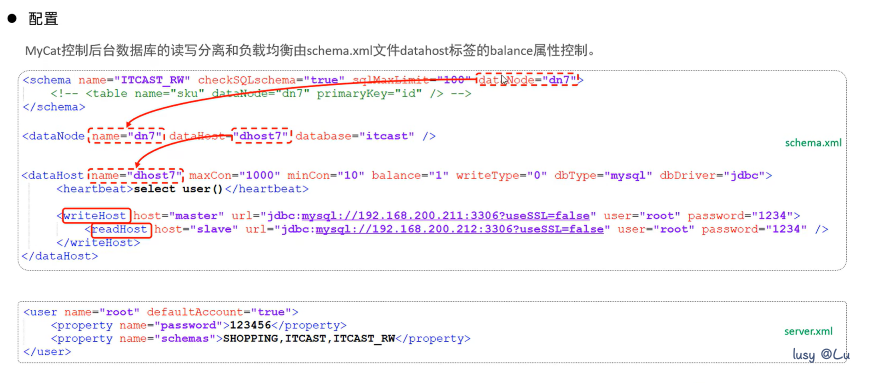 ● 配置
MyCat控制后台数据库的读写分离和负载均衡由schema.xml文件datahost标签的balance属性控制。
<schema name="ITCAST_RW" checkSQLschema="true" sqlMaxLimit="100" dataNode="dn7">
<!-- <table name="sku" dataNode="dn7" primaryKey="id" /> -->
</schema>
<dataNode name="dn7" dataHost="dhost7" database="itcast" />
schema.xml
<dataHost name="dhost7" maxCon="1000" minCon="10" balance="1" writeType="0" dbType="mysql" dbDriver="jdbc">
<heartbeat>select user()</heartbeat>
<writeHost host="master" url="jdbc:mysql://192.168.200.211:3306?useSSL=false" user="root" password="1234">
<readHost host="slave" url="jdbc:mysql://192.168.200.212:3306?useSSL=false" user="root" password="1234" />
</writeHost>
</dataHost>
<user name="root" defaultAccount="true">
<property name="password">123456</property>
<property name="schemas">SHOPPING,ITCAST,ITCAST_RW</property>
</user>
server.xml
lusy @Lu